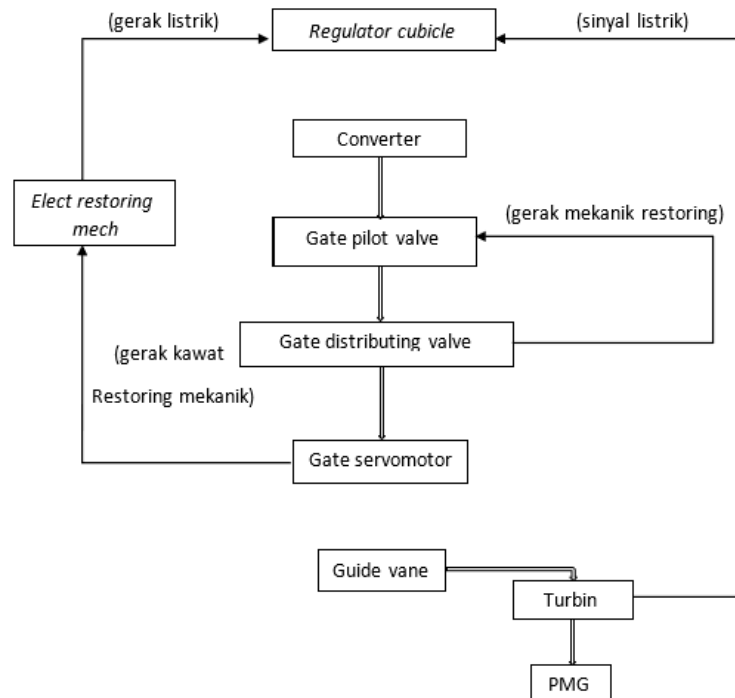 (gerak listrik)
Regulator cubicle
(sinyal listrik)
Converter
Elect restoring
mech
(gerak mekanik restoring)
Gate pilot valve
Gate distributing valve
(gerak kawat
Restoring mekanik)
Gate servomotor
Guide vane
Turbin
PMG